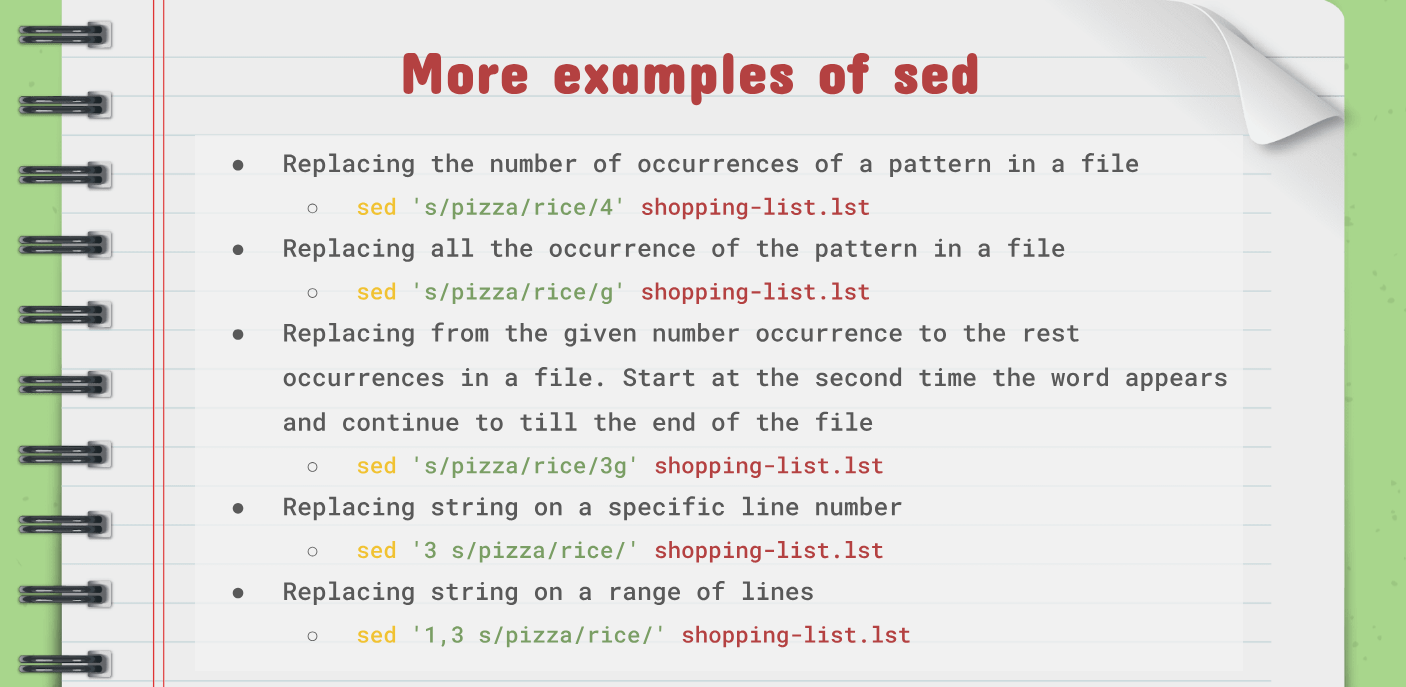 More examples of sed
● Replacing the number of occurrences of a pattern in a file
○ sed 's/pizza/rice/4' shopping-list.lst
● Replacing all the occurrence of the pattern in a file
○ sed 's/pizza/rice/g' shopping-list.lst
● Replacing from the given number occurrence to the rest
occurrences in a file. Start at the second time the word appears
and continue to till the end of the file
○ sed 's/pizza/rice/3g' shopping-list.lst
● Replacing string on a specific line number
○ sed '3 s/pizza/rice/' shopping-list.lst
● Replacing string on a range of lines
○ sed '1,3 s/pizza/rice/' shopping-list.lst